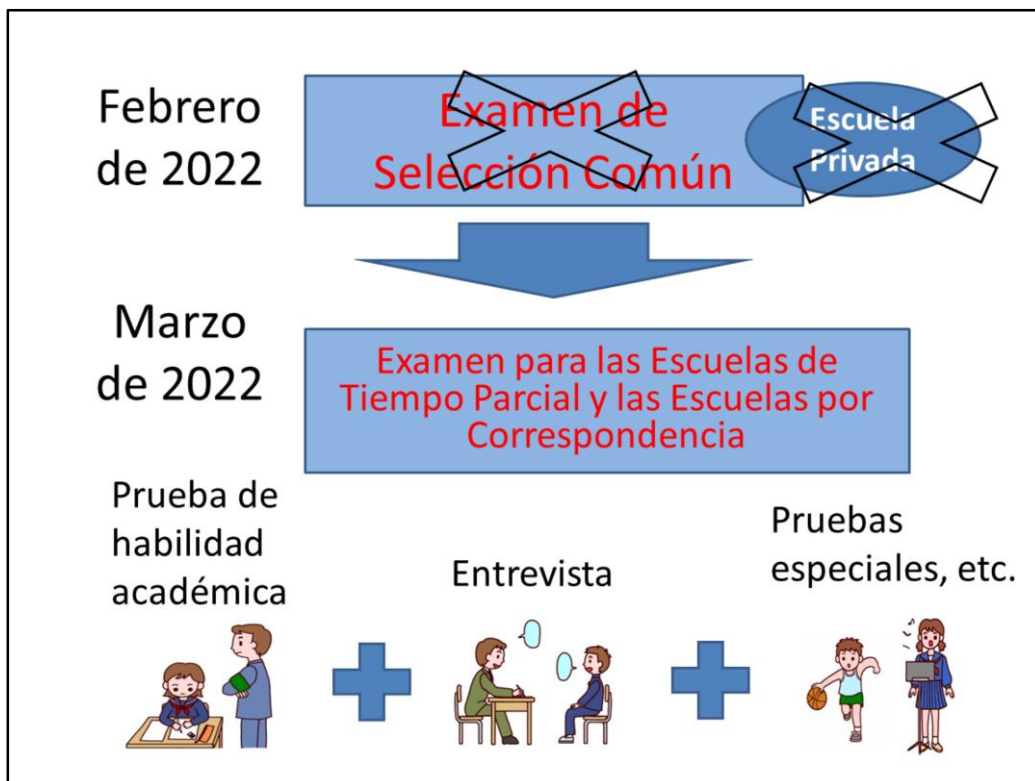 Febrero
de 2022
Examen de
Selección Común
Escuela
Privada
Marzo
de 2022
Examen para las Escuelas de
Tiempo Parcial y las Escuelas por
Correspondencia
Prueba de
habilidad
académica
Entrevista
Pruebas
especiales, etc.